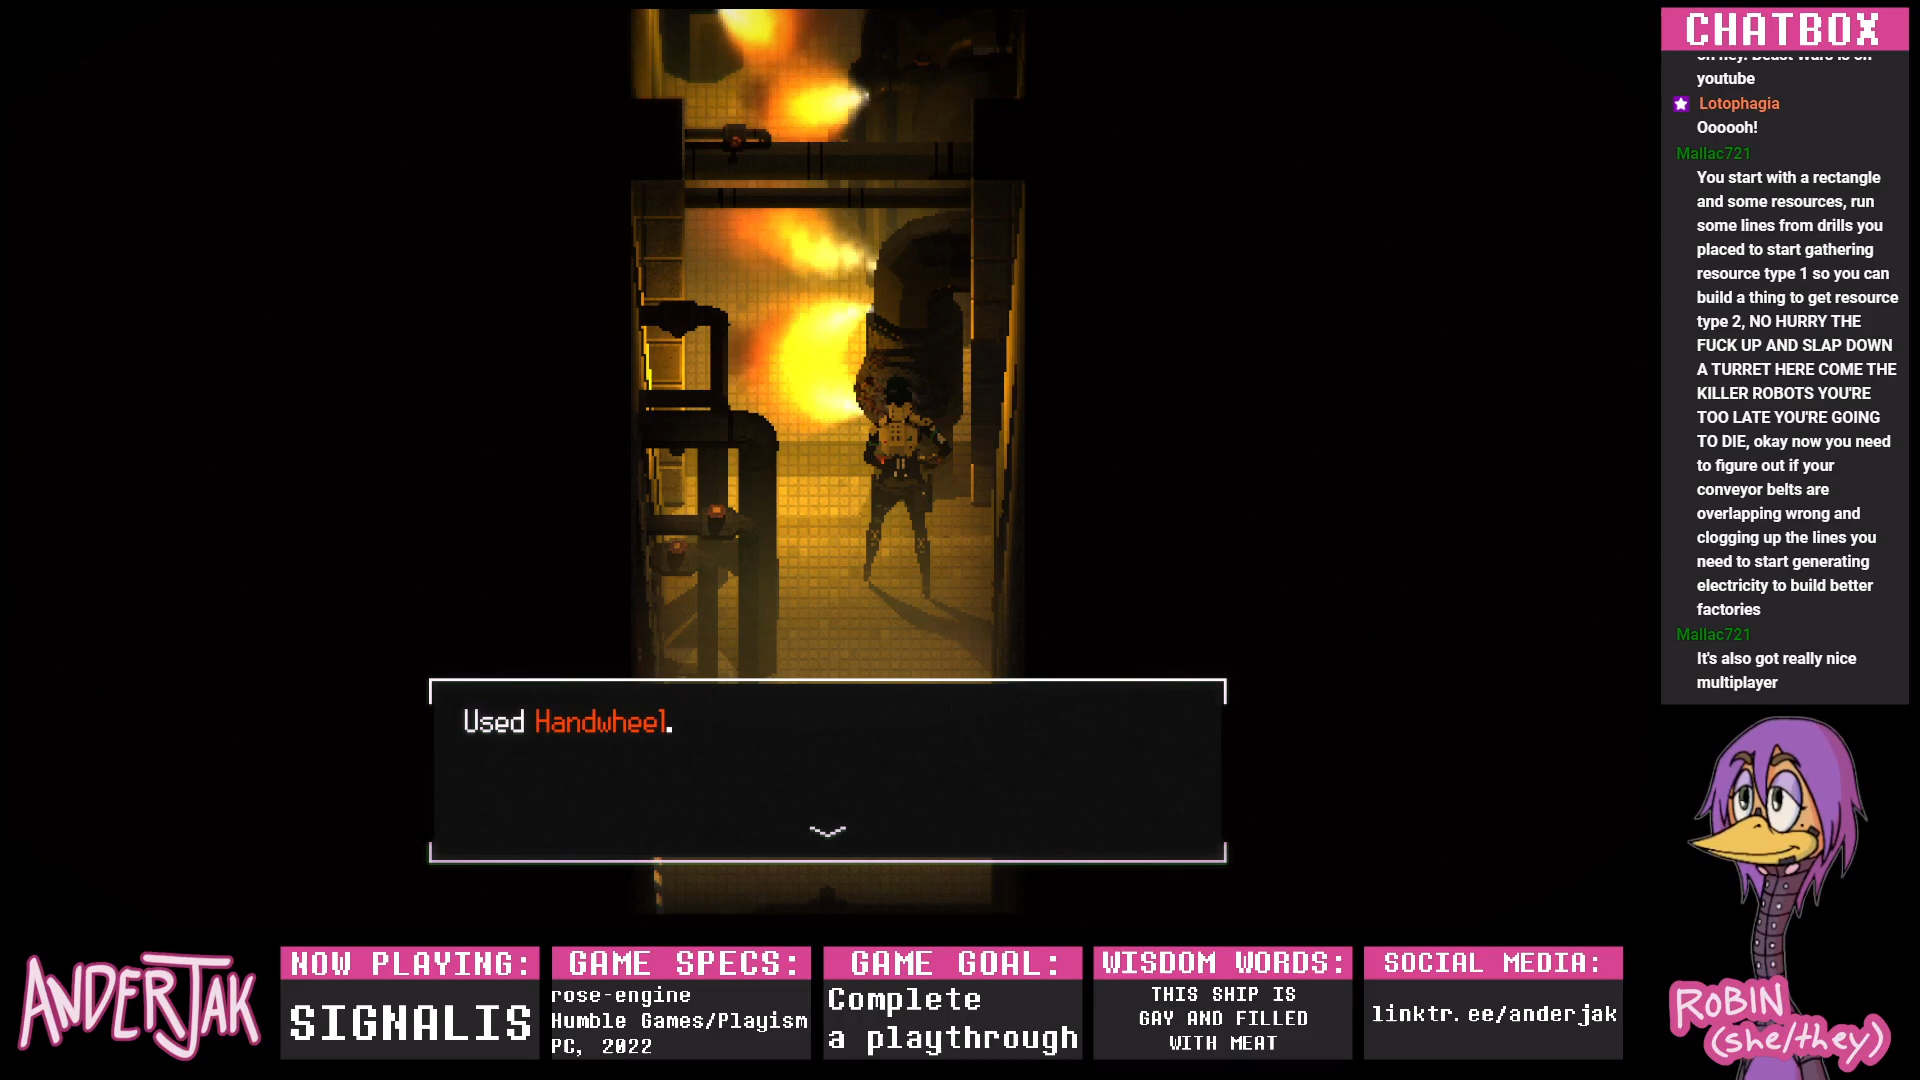 CHATBOX
oh hey! Beast Wars is on
youtube
Lotophagia
Oooooh!
Mallac721
You start with a rectangle
and some resources, run
some lines from drills you
placed to start gathering
resource type 1 so you can
build a thing to get resource
type 2, NO HURRY THE
FUCK UP AND SLAP DOWN
A TURRET HERE COME THE
KILLER ROBOTS YOU'RE
TOO LATE YOU'RE GOING
TO DIE, okay now you need
to figure out if your
conveyor belts are
overlapping wrong and
clogging up the lines you
need to start generating
electricity to build better
factories
Mallac721
It's also got really nice
multiplayer
Used Handwheel.
ANDERJAK
NOW PLAYING:
SIGNALIS
GAME SPECS:
rose-engine
Humble Games/Playism
PC, 2022
GAME GOAL:
Complete
a playthrough
WISDOM WORDS:
THIS SHIP IS
GAY AND FILLED
WITH MEAT
SOCIAL MEDIA:
linktr.ee/anderjak
ROBIN
(she/they)